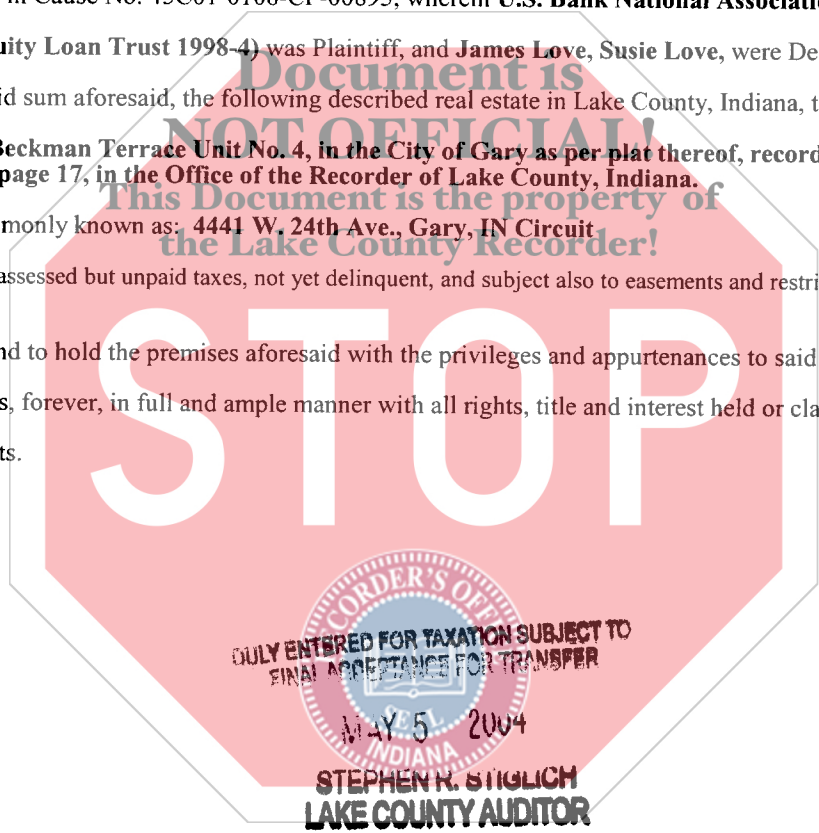 in Cause No. 45C01-0106-CP-00895, wherein U.S. Bank National Associati
uity Loan Trust 1998-4) was Plaintiff, and James Love, Susie Love, were De
Document is
id sum aforesaid, the following described real estate in Lake County, Indiana, t
NOT OFFICIAL!
Beckman Terrace Unit No. 4, in the City of Gary as per plat thereof, record
page 17, in the Office of the Recorder of Lake County, Indiana.
This Document is the property of
monly known as: 4441 W. 24th Ave., Gary, IN Circuit
the Lake County Recorder!
assessed but unpaid taxes, not yet delinquent, and subject also to easements and restri
nd to hold the premises aforesaid with the privileges and appurtenances to said
s, forever, in full and ample manner with all rights, title and interest held or cla
ts.
STOP
RECORDER'S OFFI
DULY ENTERED FOR TAXATION SUBJECT TO
FINAL ACCEPTANCE FOR TRANSFER
MAY 5 2004
SEAL
INDIANA
STEPHEN R. STIGLICH
LAKE COUNTY AUDITOR